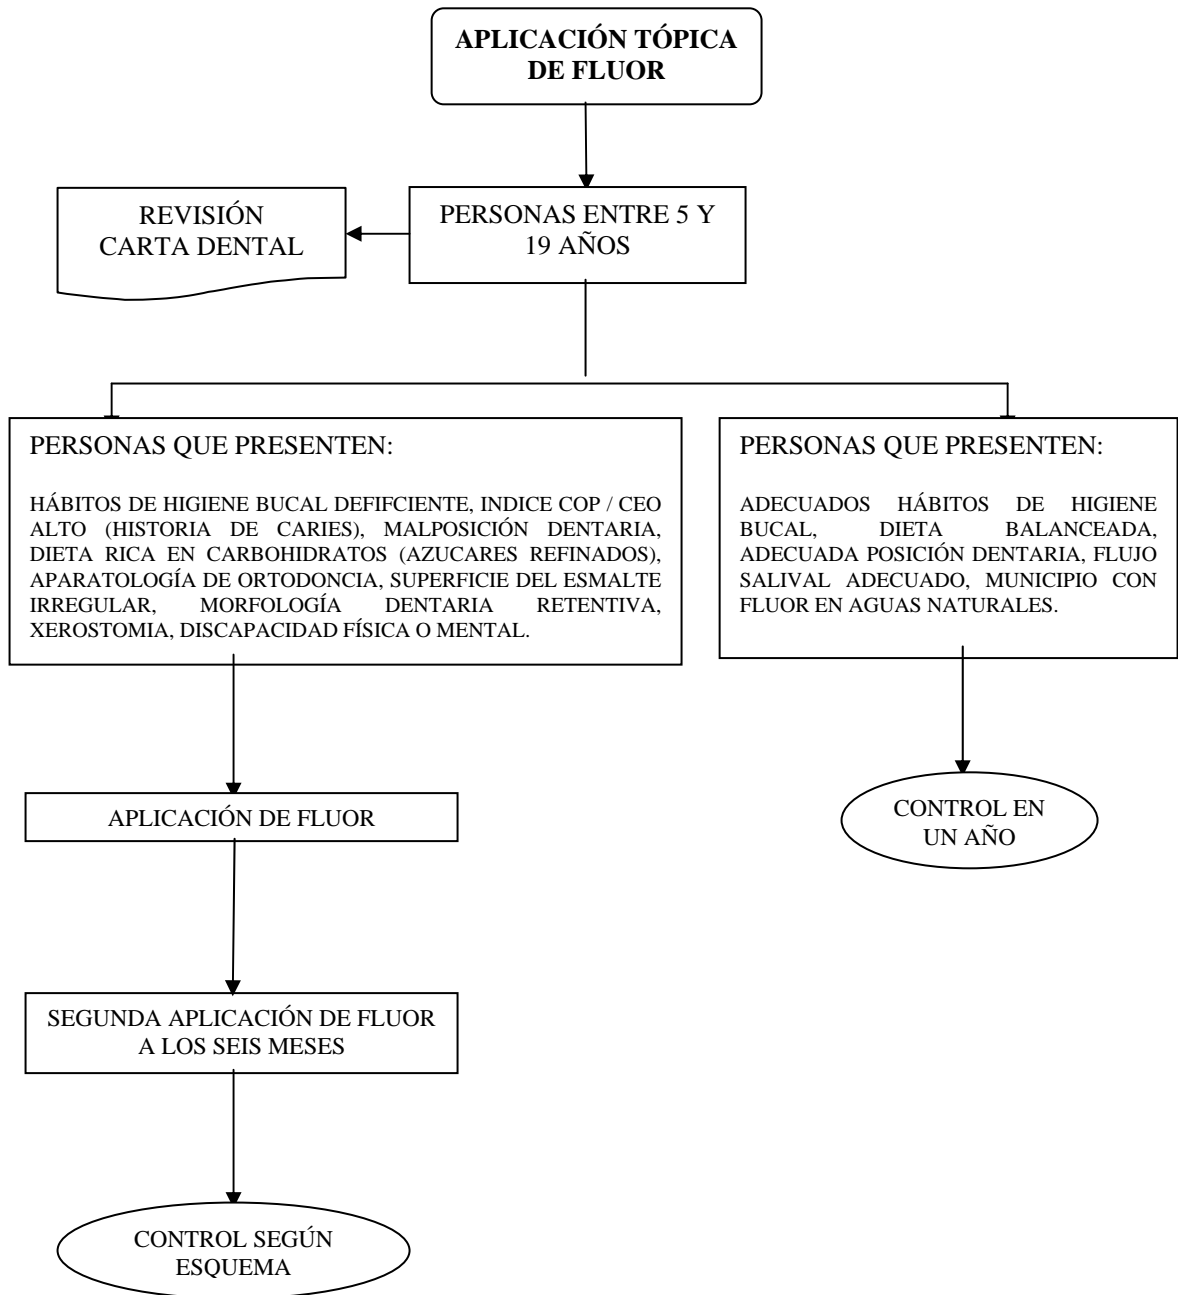 APLICACIÓN TÓPICA
DE FLUOR
REVISIÓN
CARTA DENTAL
PERSONAS ENTRE 5 Y
19 AÑOS
PERSONAS QUE PRESENTEN:
HÁBITOS DE HIGIENE BUCAL DEFIFCIENTE, INDICE COP / CEO
ALTO (HISTORIA DE CARIES), MALPOSICIÓN DENTARIA,
DIETA RICA EN CARBOHIDRATOS (AZUCARES REFINADOS),
APARATOLOGÍA DE ORTODONCIA, SUPERFICIE DEL ESMALTE
IRREGULAR, MORFOLOGÍA DENTARIA RETENTIVA,
XEROSTOMIA, DISCAPACIDAD FÍSICA O MENTAL.
PERSONAS QUE PRESENTEN:
ADECUADOS HÁBITOS DE HIGIENE
BUCAL, DIETA BALANCEADA,
ADECUADA POSICIÓN DENTARIA, FLUJO
SALIVAL ADECUADO, MUNICIPIO CON
FLUOR EN AGUAS NATURALES.
APLICACIÓN DE FLUOR
CONTROL EN
UN AÑO
SEGUNDA APLICACIÓN DE FLUOR
A LOS SEIS MESES
CONTROL SEGÚN
ESQUEMA